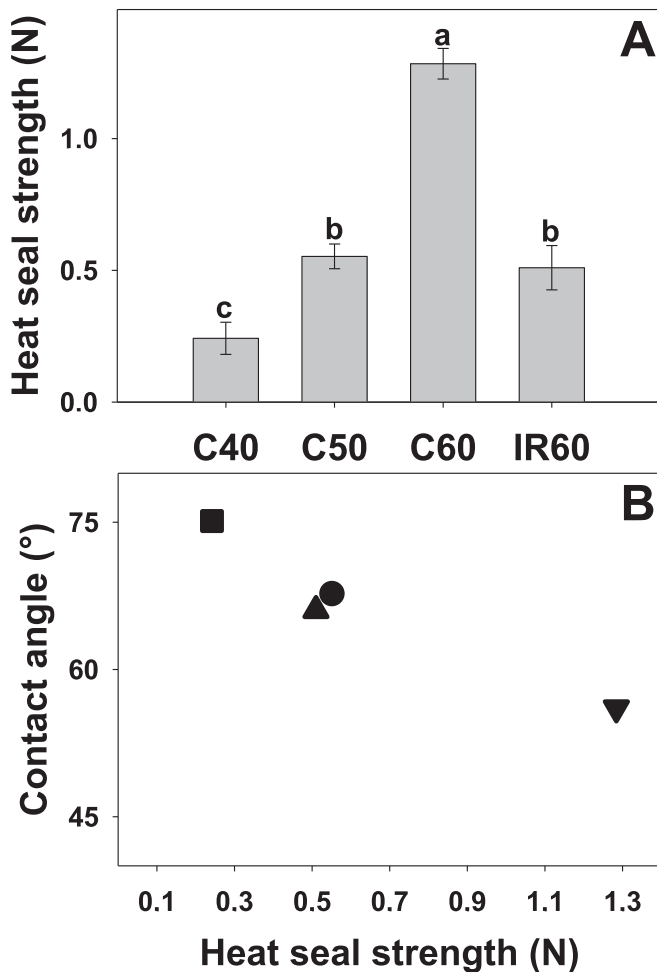 A
Heat seal strength (N)
a
b
b
c
1.0
0.5
0.0
C40 C50 C60 IR60
B
Contact angle (°)
75
60
45
0.1 0.3 0.5 0.7 0.9 1.1 1.3
Heat seal strength (N)